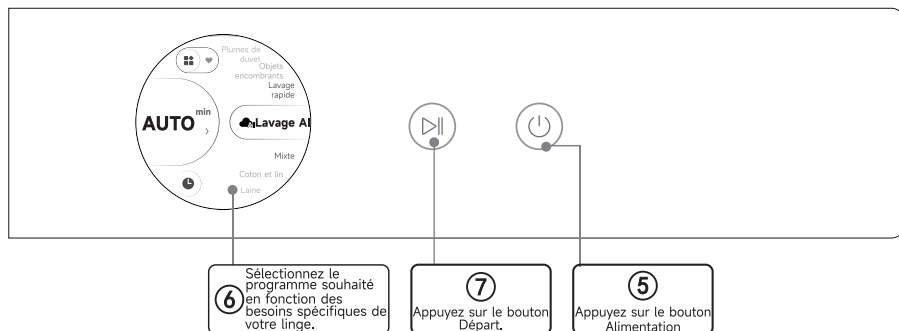 Plumes de
duvet
Objets
encombrants
Lavage
rapide
AUTO min
Lavage AI
Mixte
Coton et lin
Laine
6 Sélectionnez le
programme souhaité
en fonction des
besoins spécifiques de
votre linge.
7
Appuyez sur le bouton
Départ.
5
Appuyez sur le bouton
Alimentation